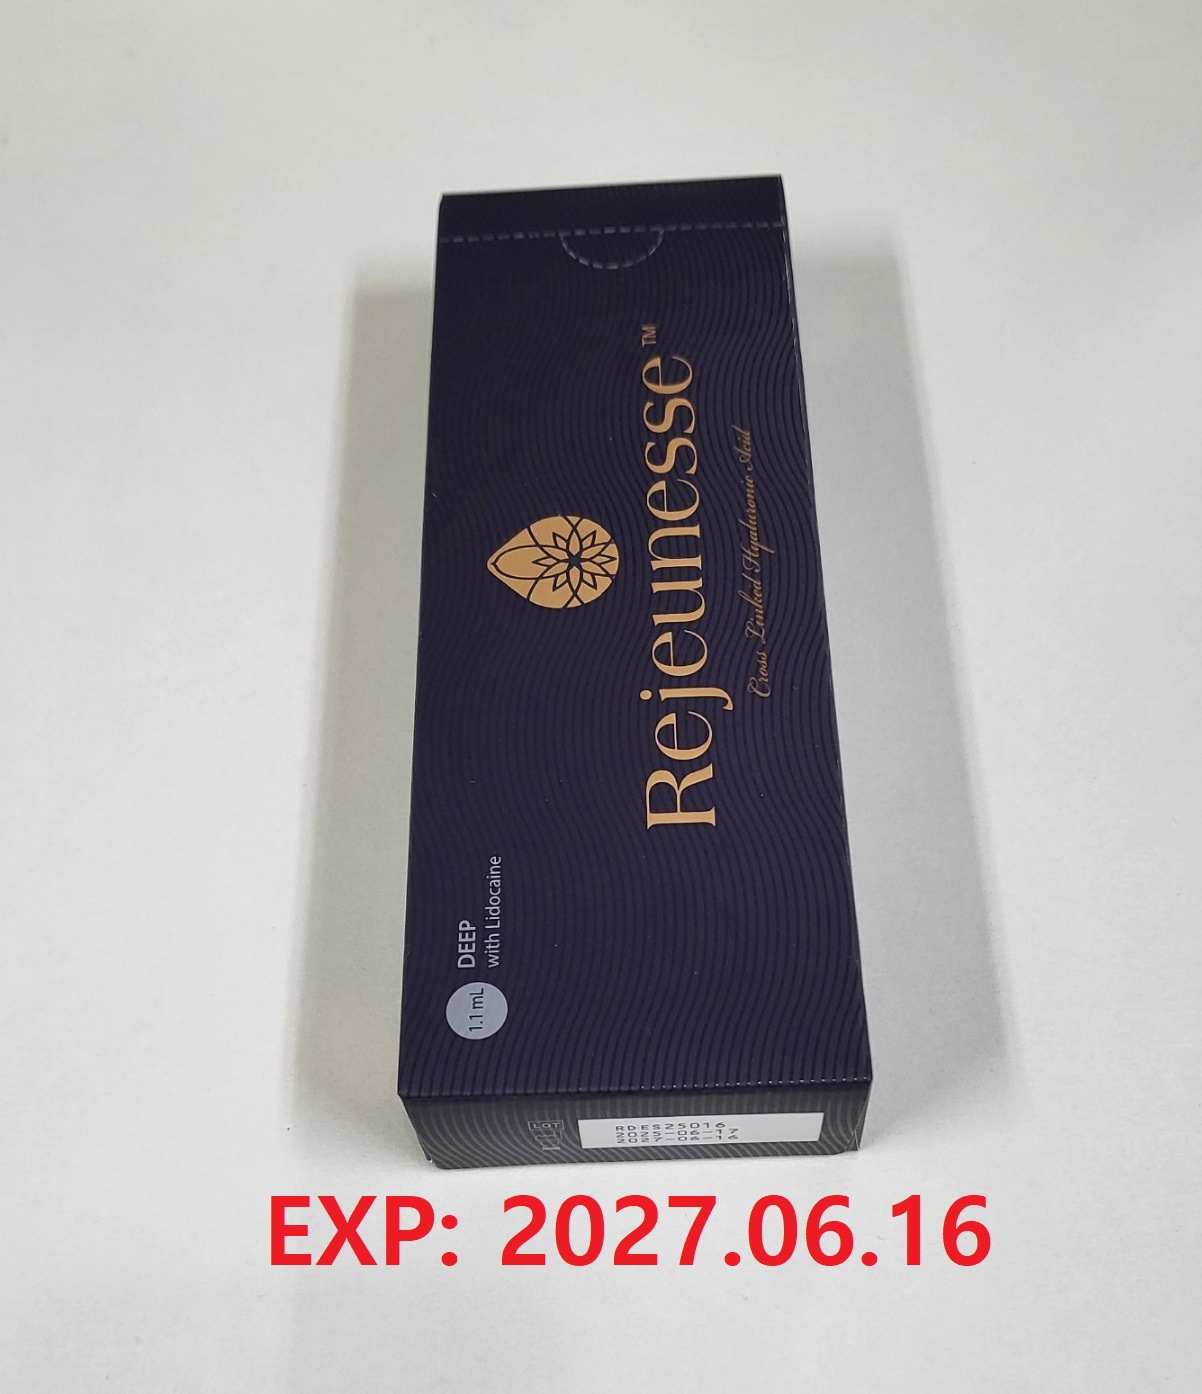 Rejeunesse™
Cross Linked Hyaluronic Acid
1.1 mL
DEEP
with Lidocaine
LOT
RDES25016
2025-06-17
2027-06-16
EXP: 2027.06.16